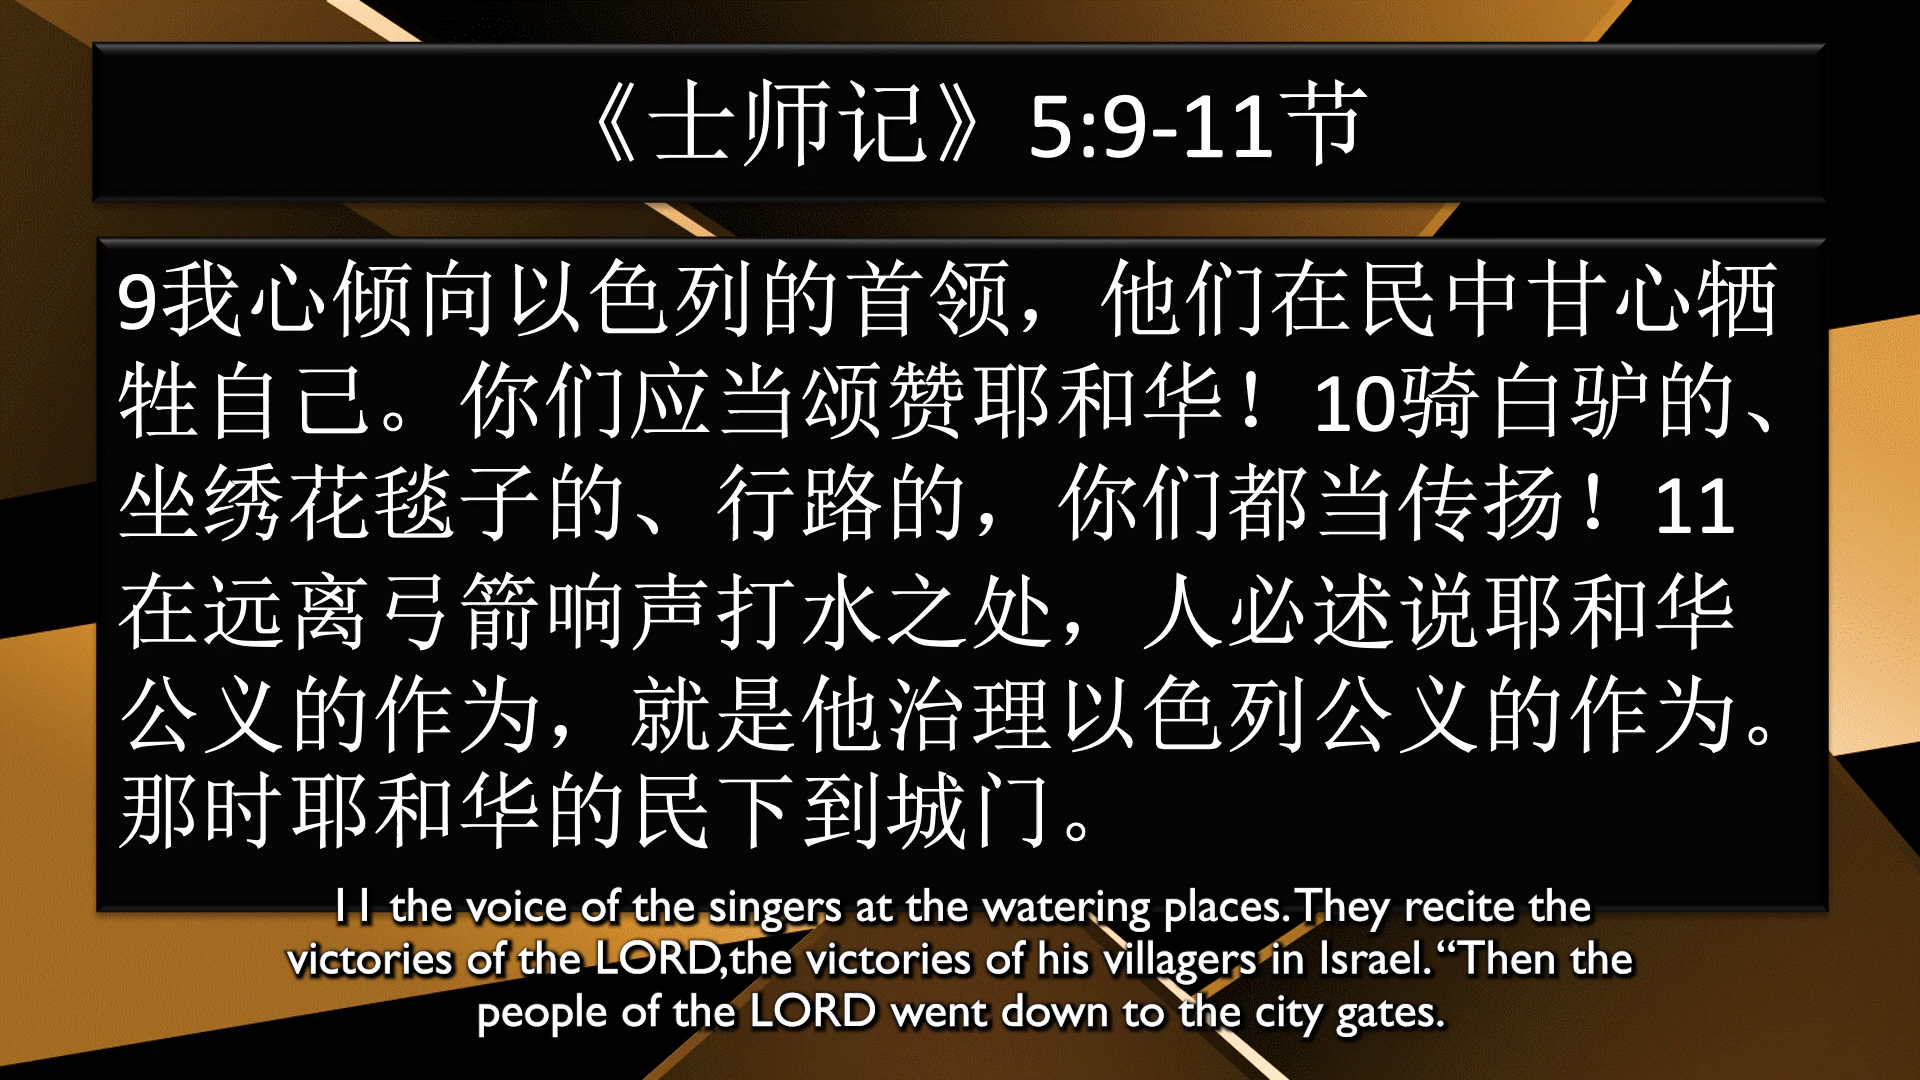 《士师记》5:9-11节
9我心倾向以色列的首领，他们在民中甘心牺
牲自己。你们应当颂赞耶和华！10骑白驴的、
坐绣花毯子的、行路的，你们都当传扬！11
在远离弓箭响声打水之处，人必述说耶和华
公义的作为，就是他治理以色列公义的作为。
那时耶和华的民下到城门。
11 the voice of the singers at the watering places.They recite the
victories of the LORD,the victories of his villagers in Israel.“Then the
people of the LORD went down to the city gates.